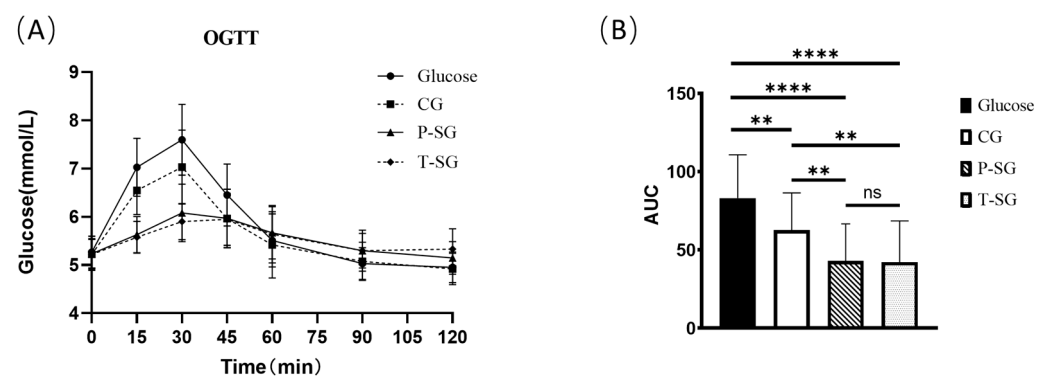 (A)
OGTT
9
8
7
6
5
4
Glucose(mmol/L)
0 15 30 45 60 75 90 105 120
Time(min)
Glucose
CG
P-SG
T-SG
(B)
****
****
**
**
**
ns
150
100
50
0
AUC
Glucose
CG
P-SG
T-SG